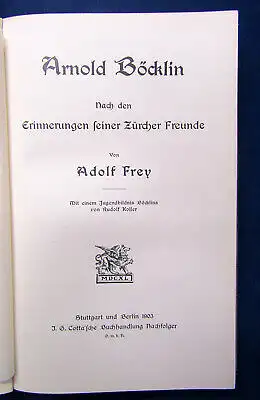 Arnold Böcklin
Nach den
Erinnerungen seiner Zürcher Freunde
Von
Adolf Frey
Mit einem Jugendbildnis Böcklins
von Rudolf Koller
MDCXL
Stuttgart und Berlin 1903
J. G. Cotta'sche Buchhandlung Nachfolger
G. m. b. H.